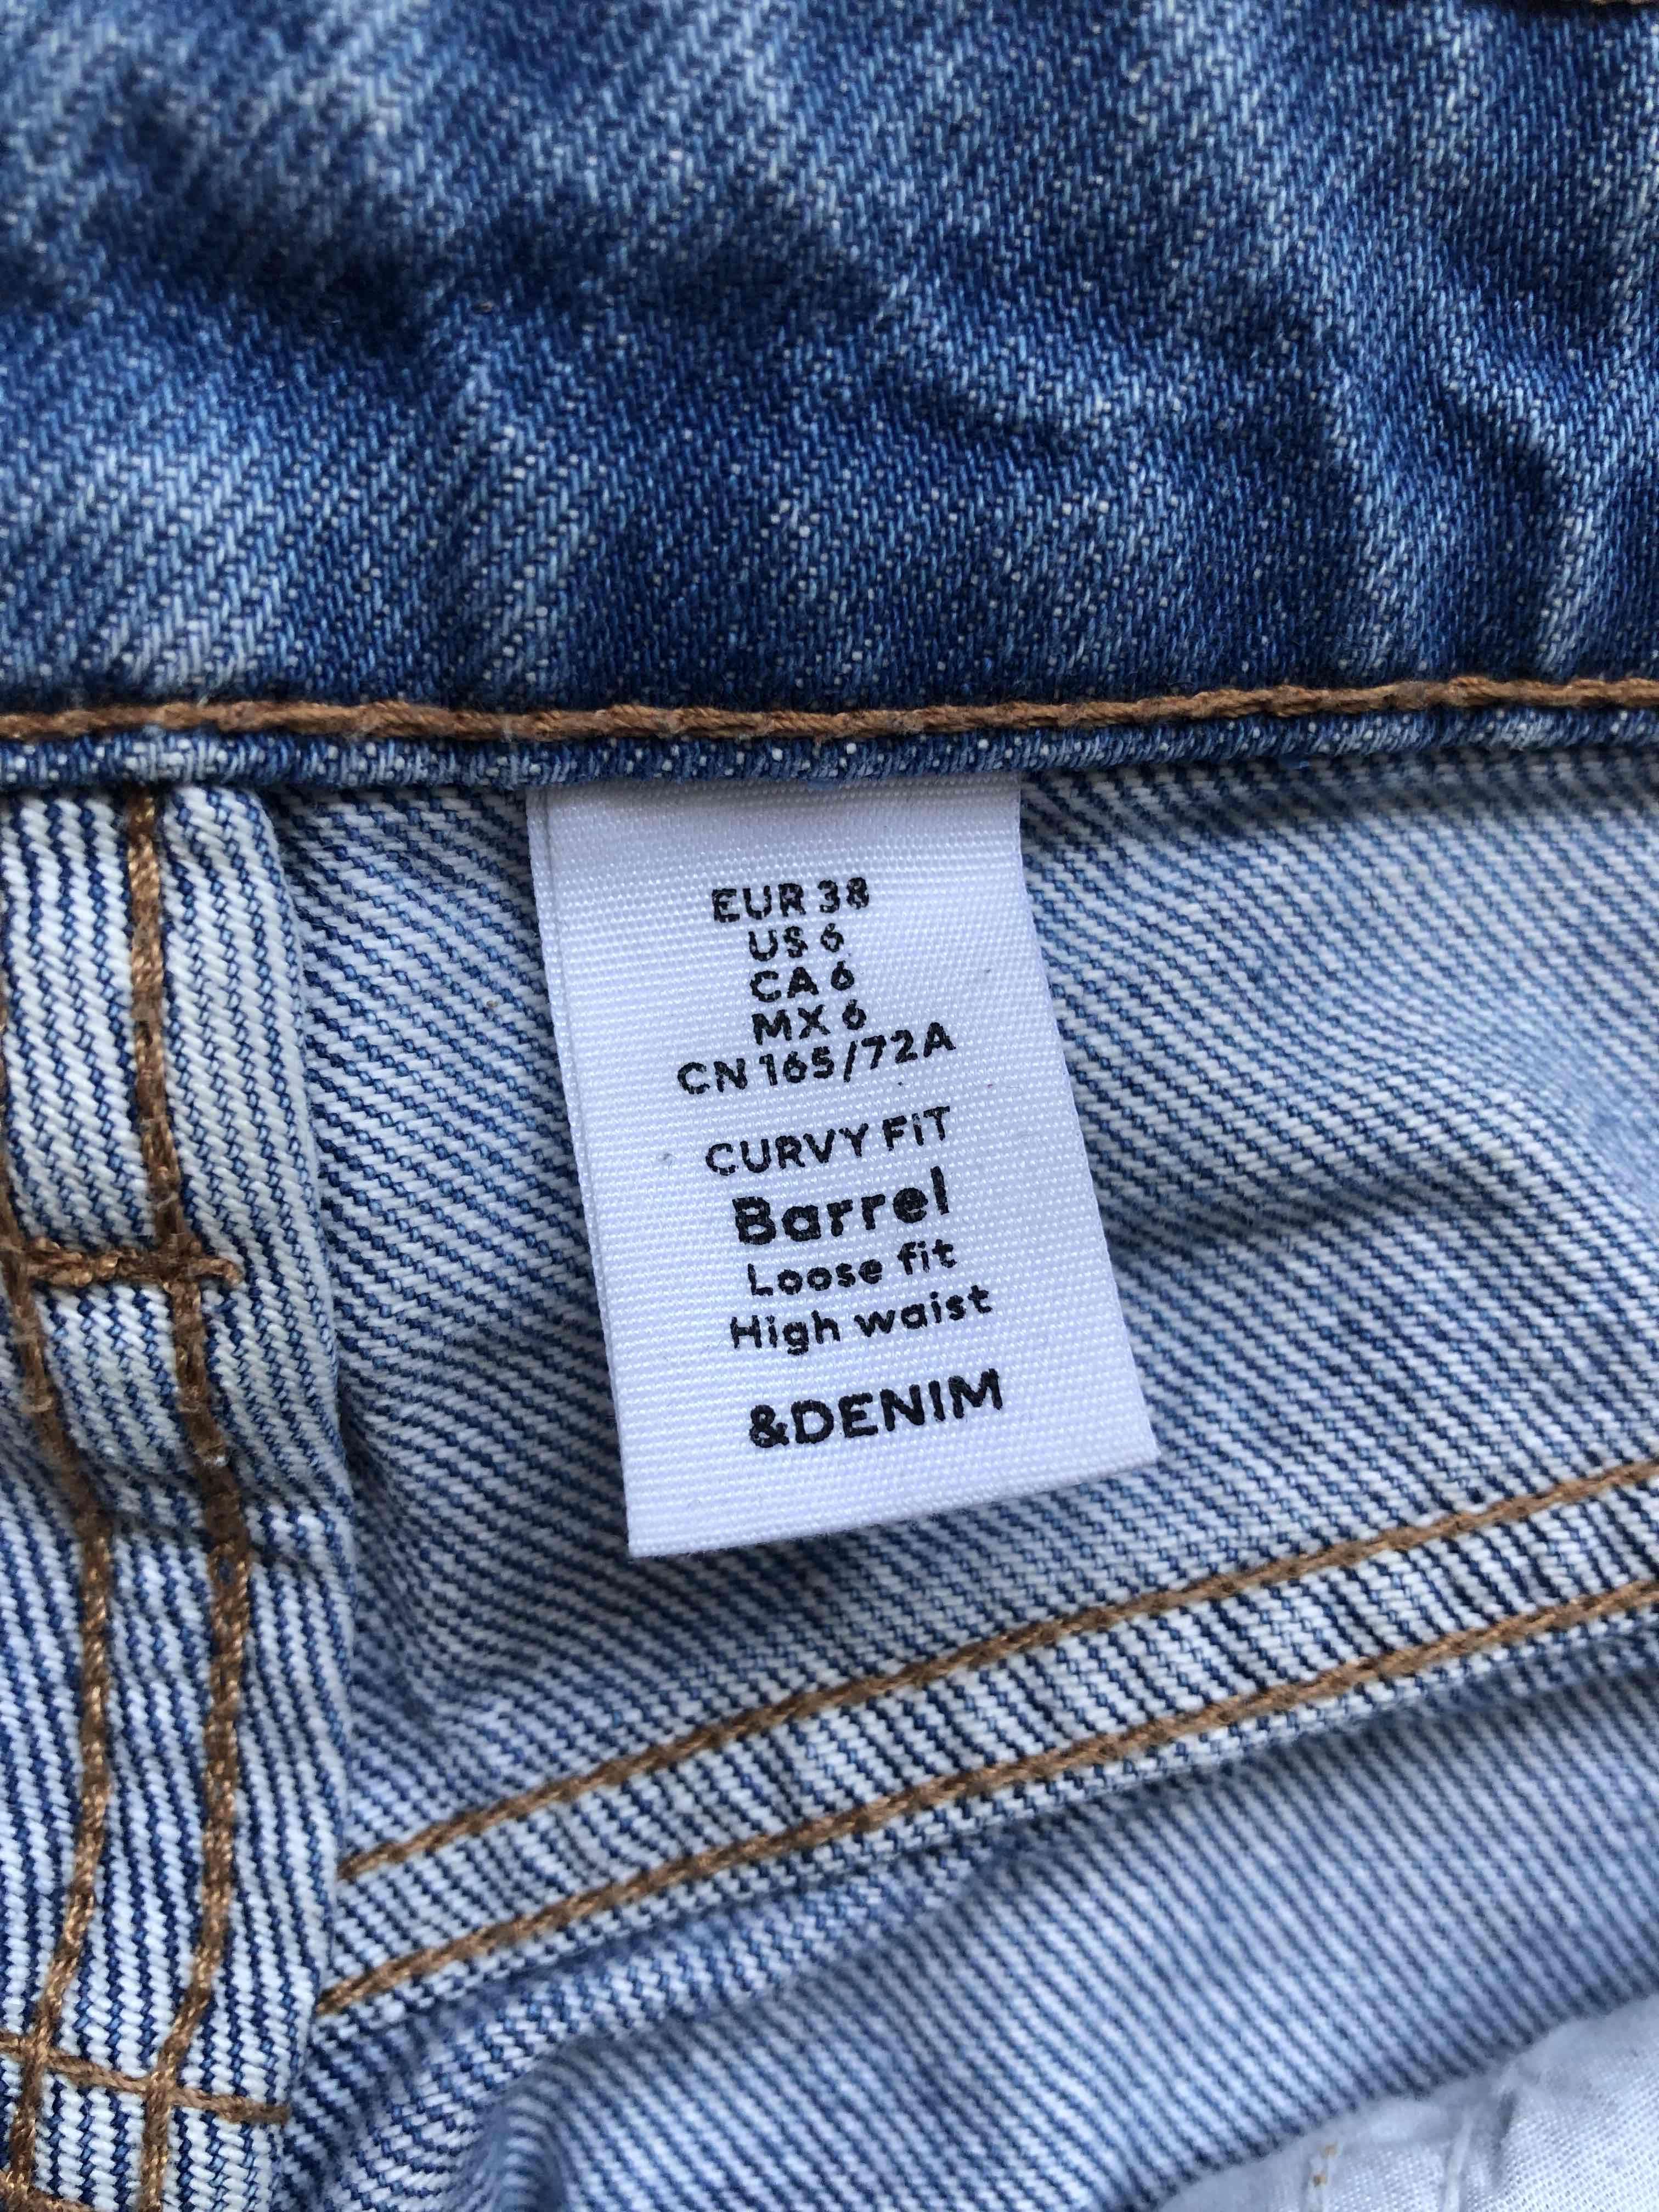 EUR 38
US 6
CA 6
MX 6
CN 165/72A
CURVY FiT
Barrel
Loose fit
High waist
&DENIM